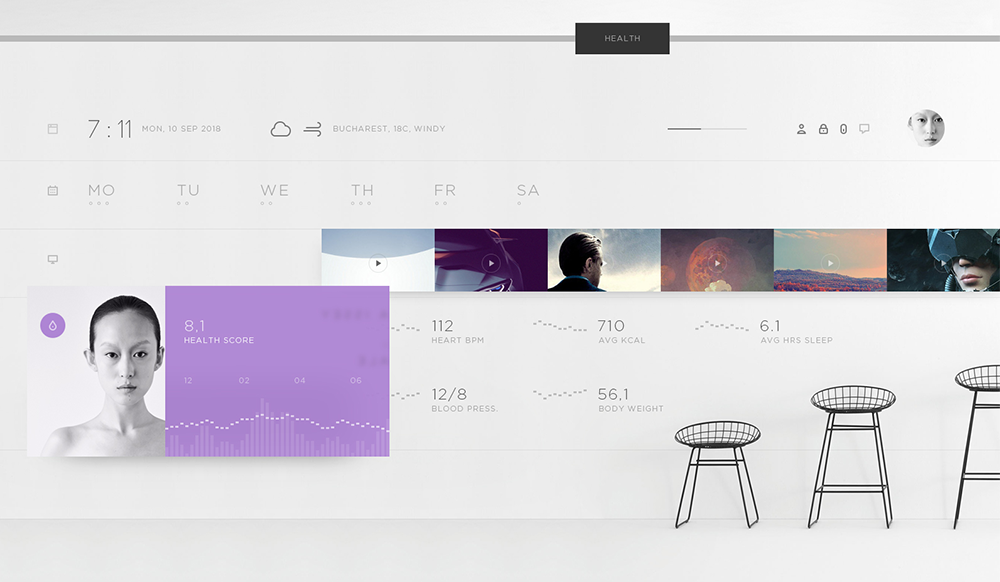 HEALTH
7:11 MON, 10 SEP 2018 BUCHAREST, 18C, WINDY
MO TU WE TH FR SA
8,1
HEALTH SCORE
12 02 04 06
112
HEART BPM
710
AVG KCAL
6.1
AVG HRS SLEEP
12/8
BLOOD PRESS.
56,1
BODY WEIGHT